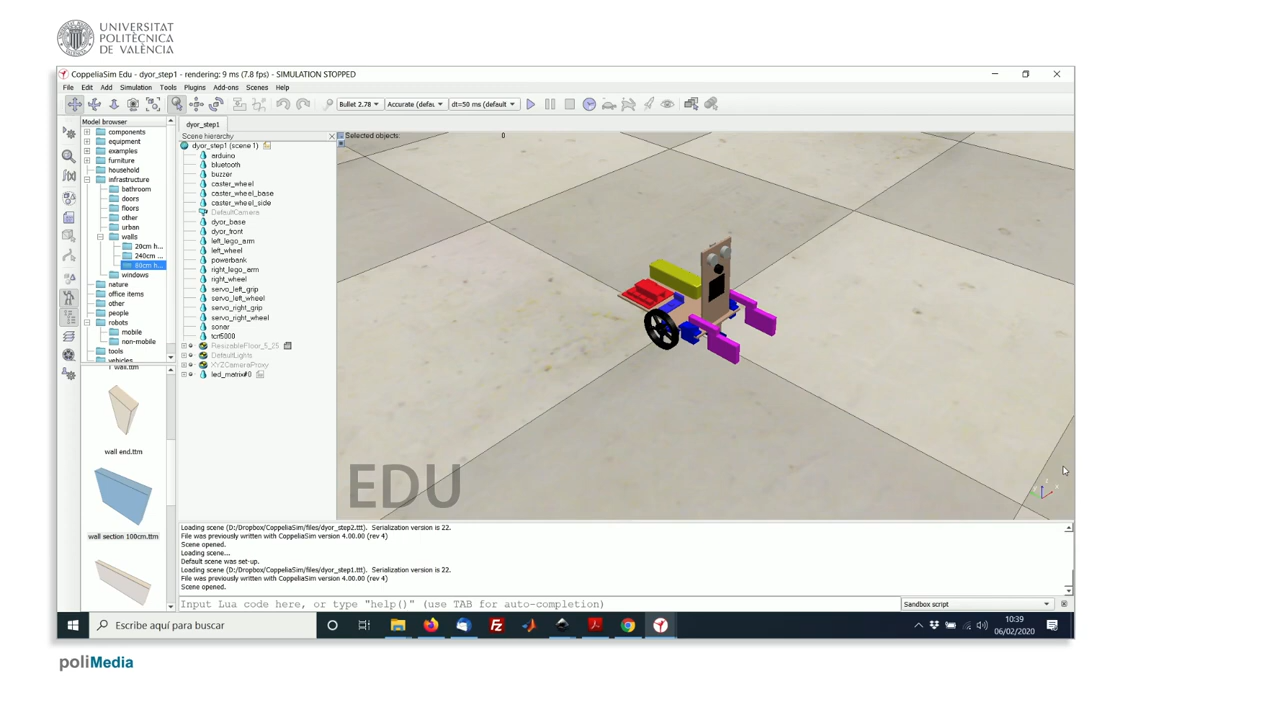 UNIVERSITAT
POLITÈCNICA
DE VALÈNCIA
CoppeliaSim Edu - dyor_step1 - rendering: 9 ms (7.8 fps) - SIMULATION STOPPED
File Edit Add Simulation Tools Plugins Add-ons Scenes Help
Bullet 2.78 Accurate (defau dt=50 ms (default)
Model browser
components
equipment
examples
furniture
household
infrastructure
bathroom
doors
floors
other
urban
walls
20cm h...
240cm ...
80cm h...
windows
nature
office items
other
people
robots
mobile
non-mobile
tools
vehicles
T wall.ttm
wall end.ttm
wall section 100cm.ttm
dyor_step1
Scene hierarchy
dyor_step1 (scene 1)
arduino
bluetooth
buzzer
caster_wheel
caster_wheel_base
caster_wheel_side
DefaultCamera
dyor_base
dyor_front
left_lego_arm
left_wheel
powerbank
right_lego_arm
right_wheel
servo_left_grip
servo_left_wheel
servo_right_grip
servo_right_wheel
sonar
tcrt5000
ResizableFloor_5_25
DefaultLights
XYZCameraProxy
led_matrix#0
Selected objects: 0
EDU
Loading scene (D:/Dropbox/CoppeliaSim/files/dyor_step2.ttt). Serialization version is 22.
File was previously written with CoppeliaSim version 4.00.00 (rev 4)
Scene opened.
Loading scene...
Default scene was set-up.
Loading scene (D:/Dropbox/CoppeliaSim/files/dyor_step1.ttt). Serialization version is 22.
File was previously written with CoppeliaSim version 4.00.00 (rev 4)
Scene opened.
Input Lua code here, or type "help()" (use TAB for auto-completion)
Sandbox script
Escribe aquí para buscar
10:39
06/02/2020
poliMedia